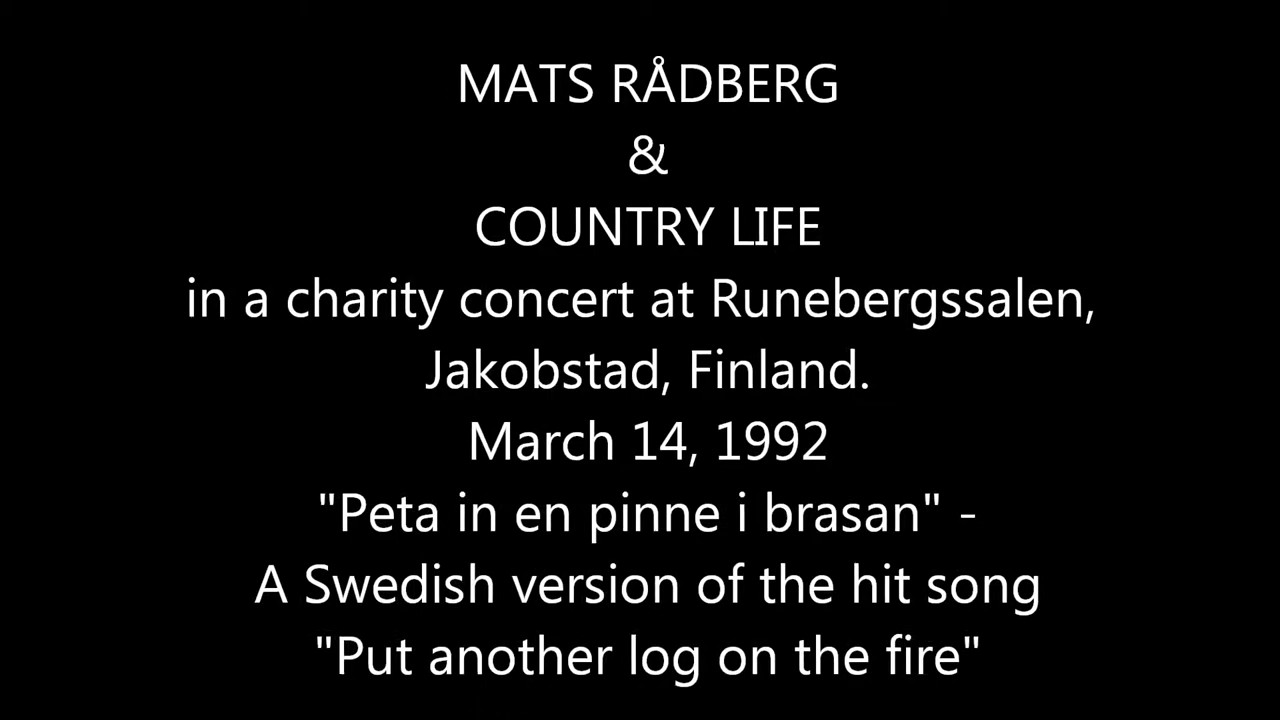 MATS RÅDBERG
&
COUNTRY LIFE
in a charity concert at Runebergssalen,
Jakobstad, Finland.
March 14, 1992
"Peta in en pinne i brasan" -
A Swedish version of the hit song
"Put another log on the fire"